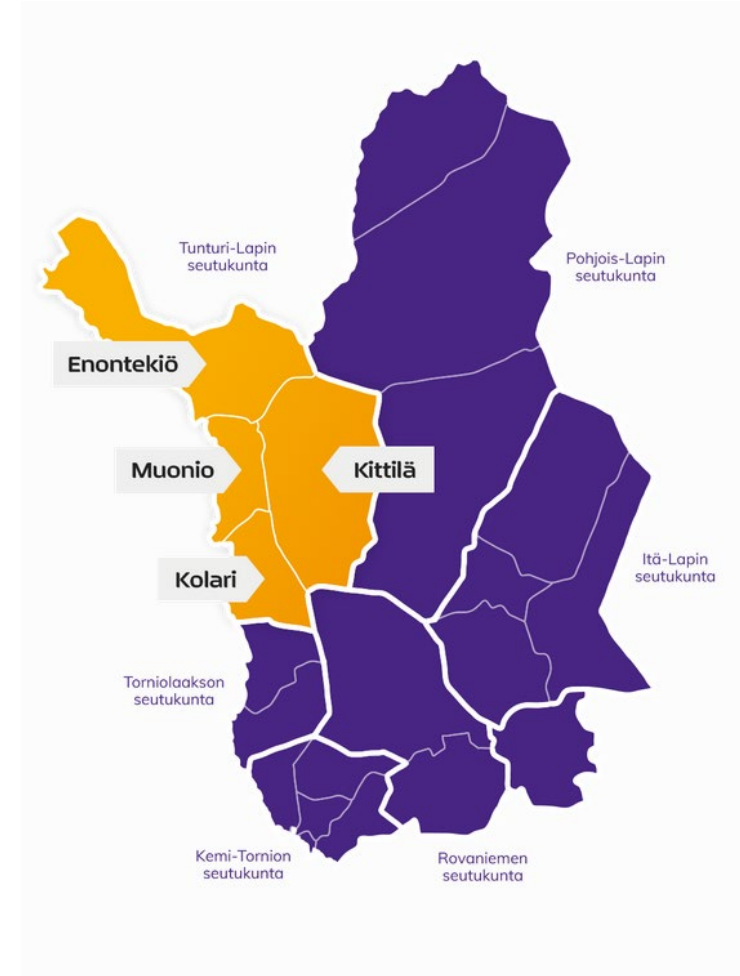 Tunturi-Lapin
seutukunta
Pohjois-Lapin
seutukunta
Enontekiö
Muonio
Kittilä
Kolari
Itä-Lapin
seutukunta
Torniolaakson
seutukunta
Kemi-Tornion
seutukunta
Rovaniemen
seutukunta